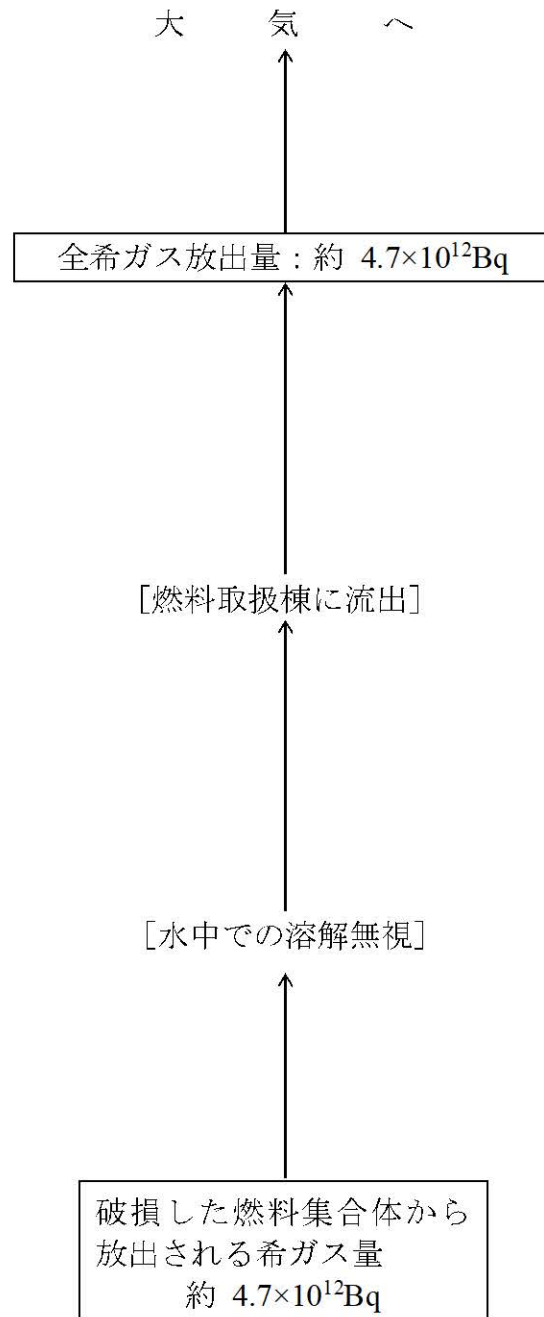 大気へ
全希ガス放出量：約 4.7×10¹²Bq
［燃料取扱棟に流出］
［水中での溶解無視］
破損した燃料集合体から
放出される希ガス量
約 4.7×10¹²Bq